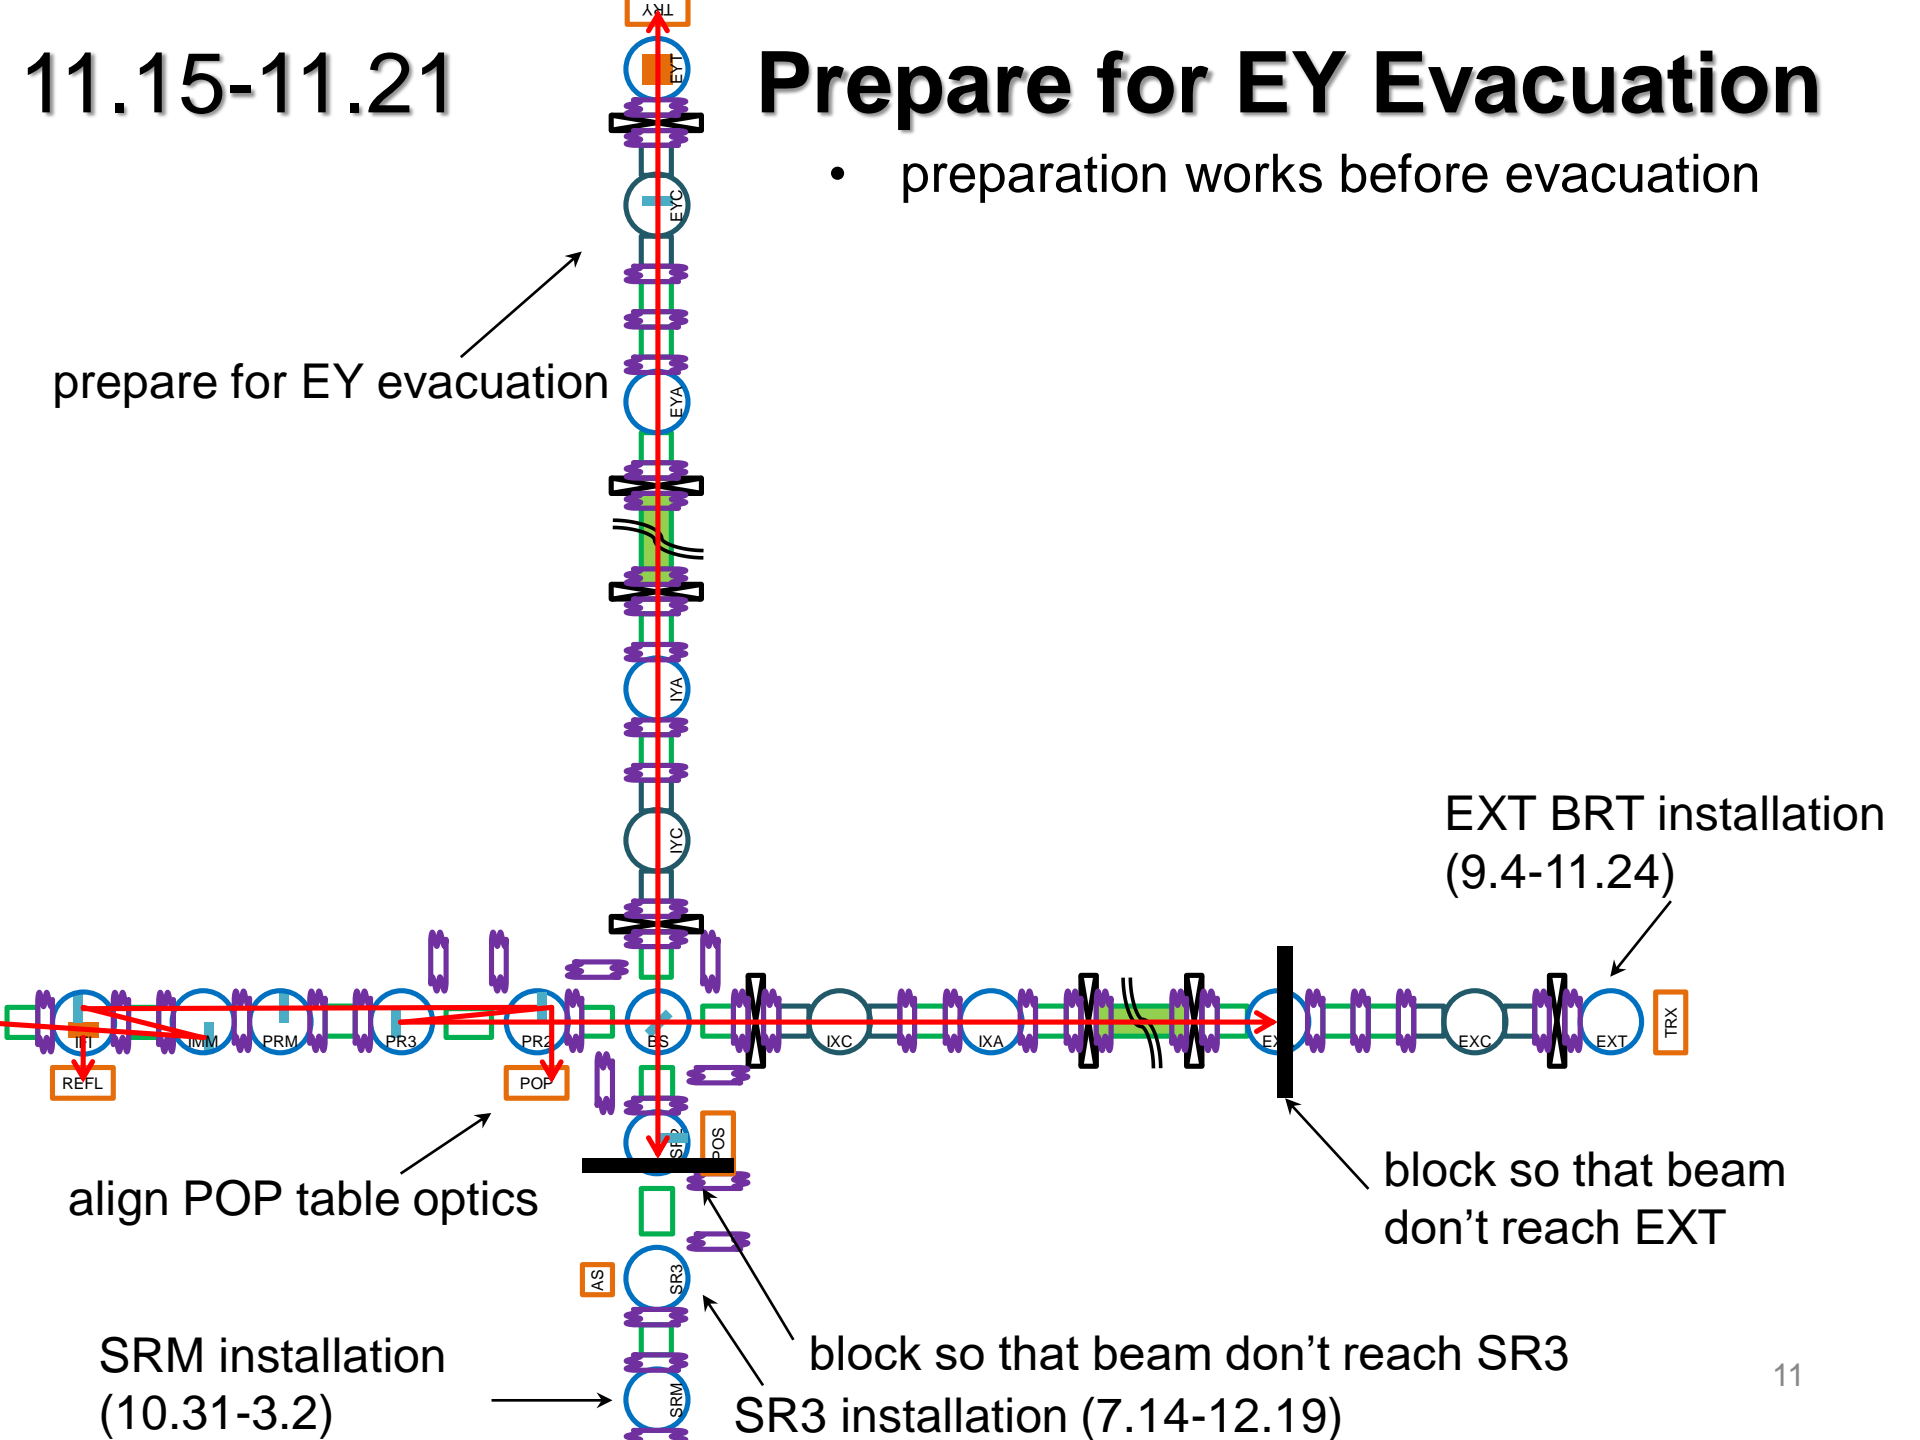 11.15-11.21
Prepare for EY Evacuation
• preparation works before evacuation
TRY
EYT
EYC
prepare for EY evacuation
EYA
IYA
IYC
EXT BRT installation
(9.4-11.24)
IFI
IMM
PRM
PR3
PR2
BS
IXC
IXA
EXC
EXT
TRX
REFL
POP
POS
align POP table optics
block so that beam
don't reach EXT
AS
SR3
block so that beam don't reach SR3
SRM installation
(10.31-3.2)
SRM
SR3 installation (7.14-12.19)
11